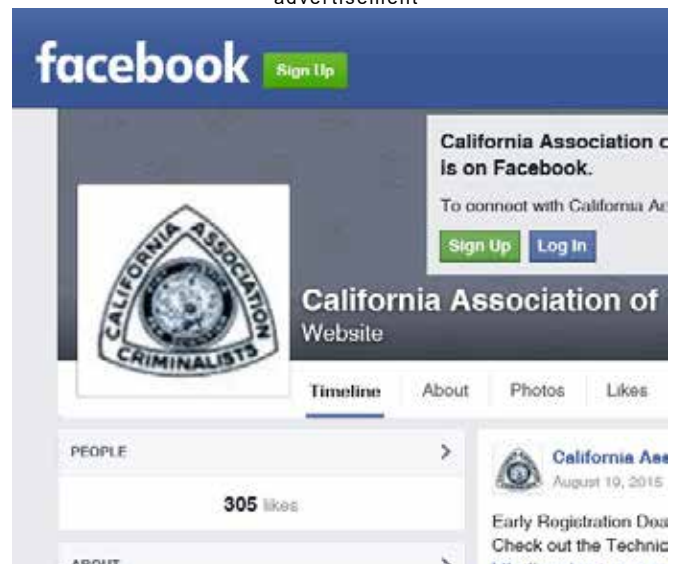 advertisement
facebook
Sign Up
California Association
is on Facebook.
To connect with California
Sign Up
Log In
CALIFORNIA ASSOCIATION
CRIMINALISTS
California Association of
Website
Timeline
About
Photos
Likes
PEOPLE
305 likes
ABOUT
California
August 19, 2015
Early Registration
Check out the